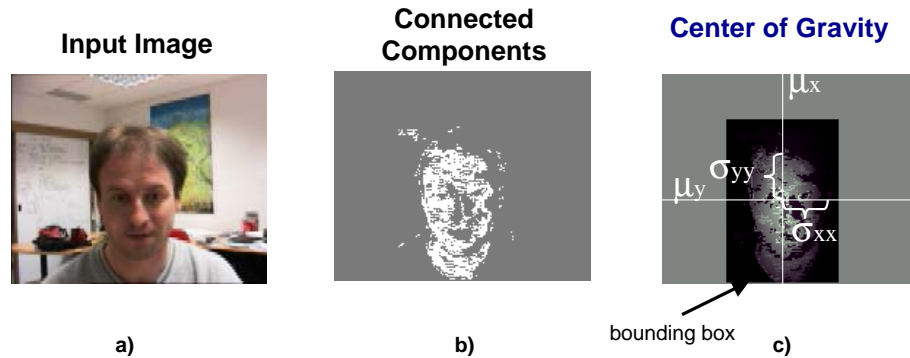 Input Image
Connected
Components
Center of Gravity
μx
σyy
μy
σxx
bounding box
a)
b)
c)